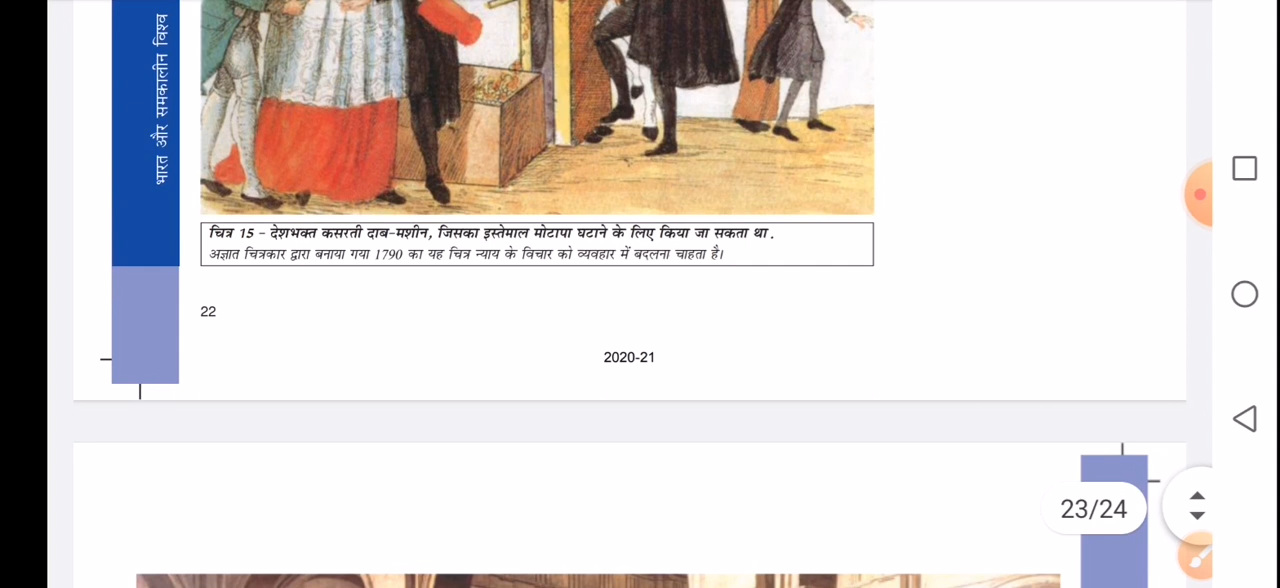 भारत और समकालीन विश्व
चित्र 15 – देशभक्त कसरती दाब-मशीन, जिसका इस्तेमाल मोटापा घटाने के लिए किया जा सकता था .
अज्ञात चित्रकार द्वारा बनाया गया 1790 का यह चित्र न्याय के विचार को व्यवहार में बदलना चाहता है।
22
2020-21
23/24